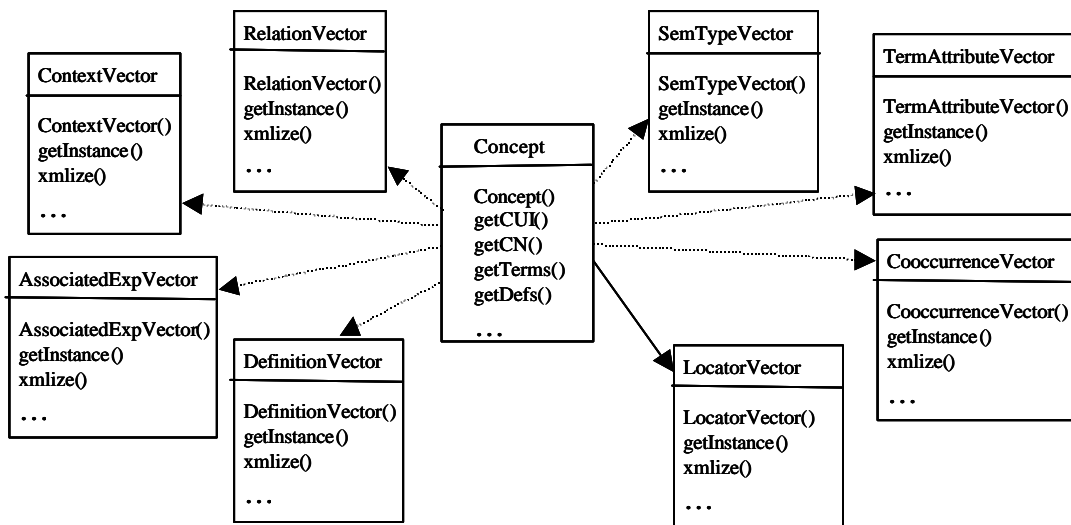 ContextVector
ContextVector()
getInstance()
xmlize()
...
RelationVector
RelationVector()
getInstance()
xmlize()
...
Concept
Concept()
getCUI()
getCN()
getTerms()
getDefs()
...
SemTypeVector
SemTypeVector()
getInstance()
xmlize()
...
TermAttributeVector
TermAttributeVector()
getInstance()
xmlize()
...
AssociatedExpVector
AssociatedExpVector()
getInstance()
xmlize()
...
DefinitionVector
DefinitionVector()
getInstance()
xmlize()
...
LocatorVector
LocatorVector()
getInstance()
xmlize()
...
CooccurrenceVector
CooccurrenceVector()
getInstance()
xmlize()
...